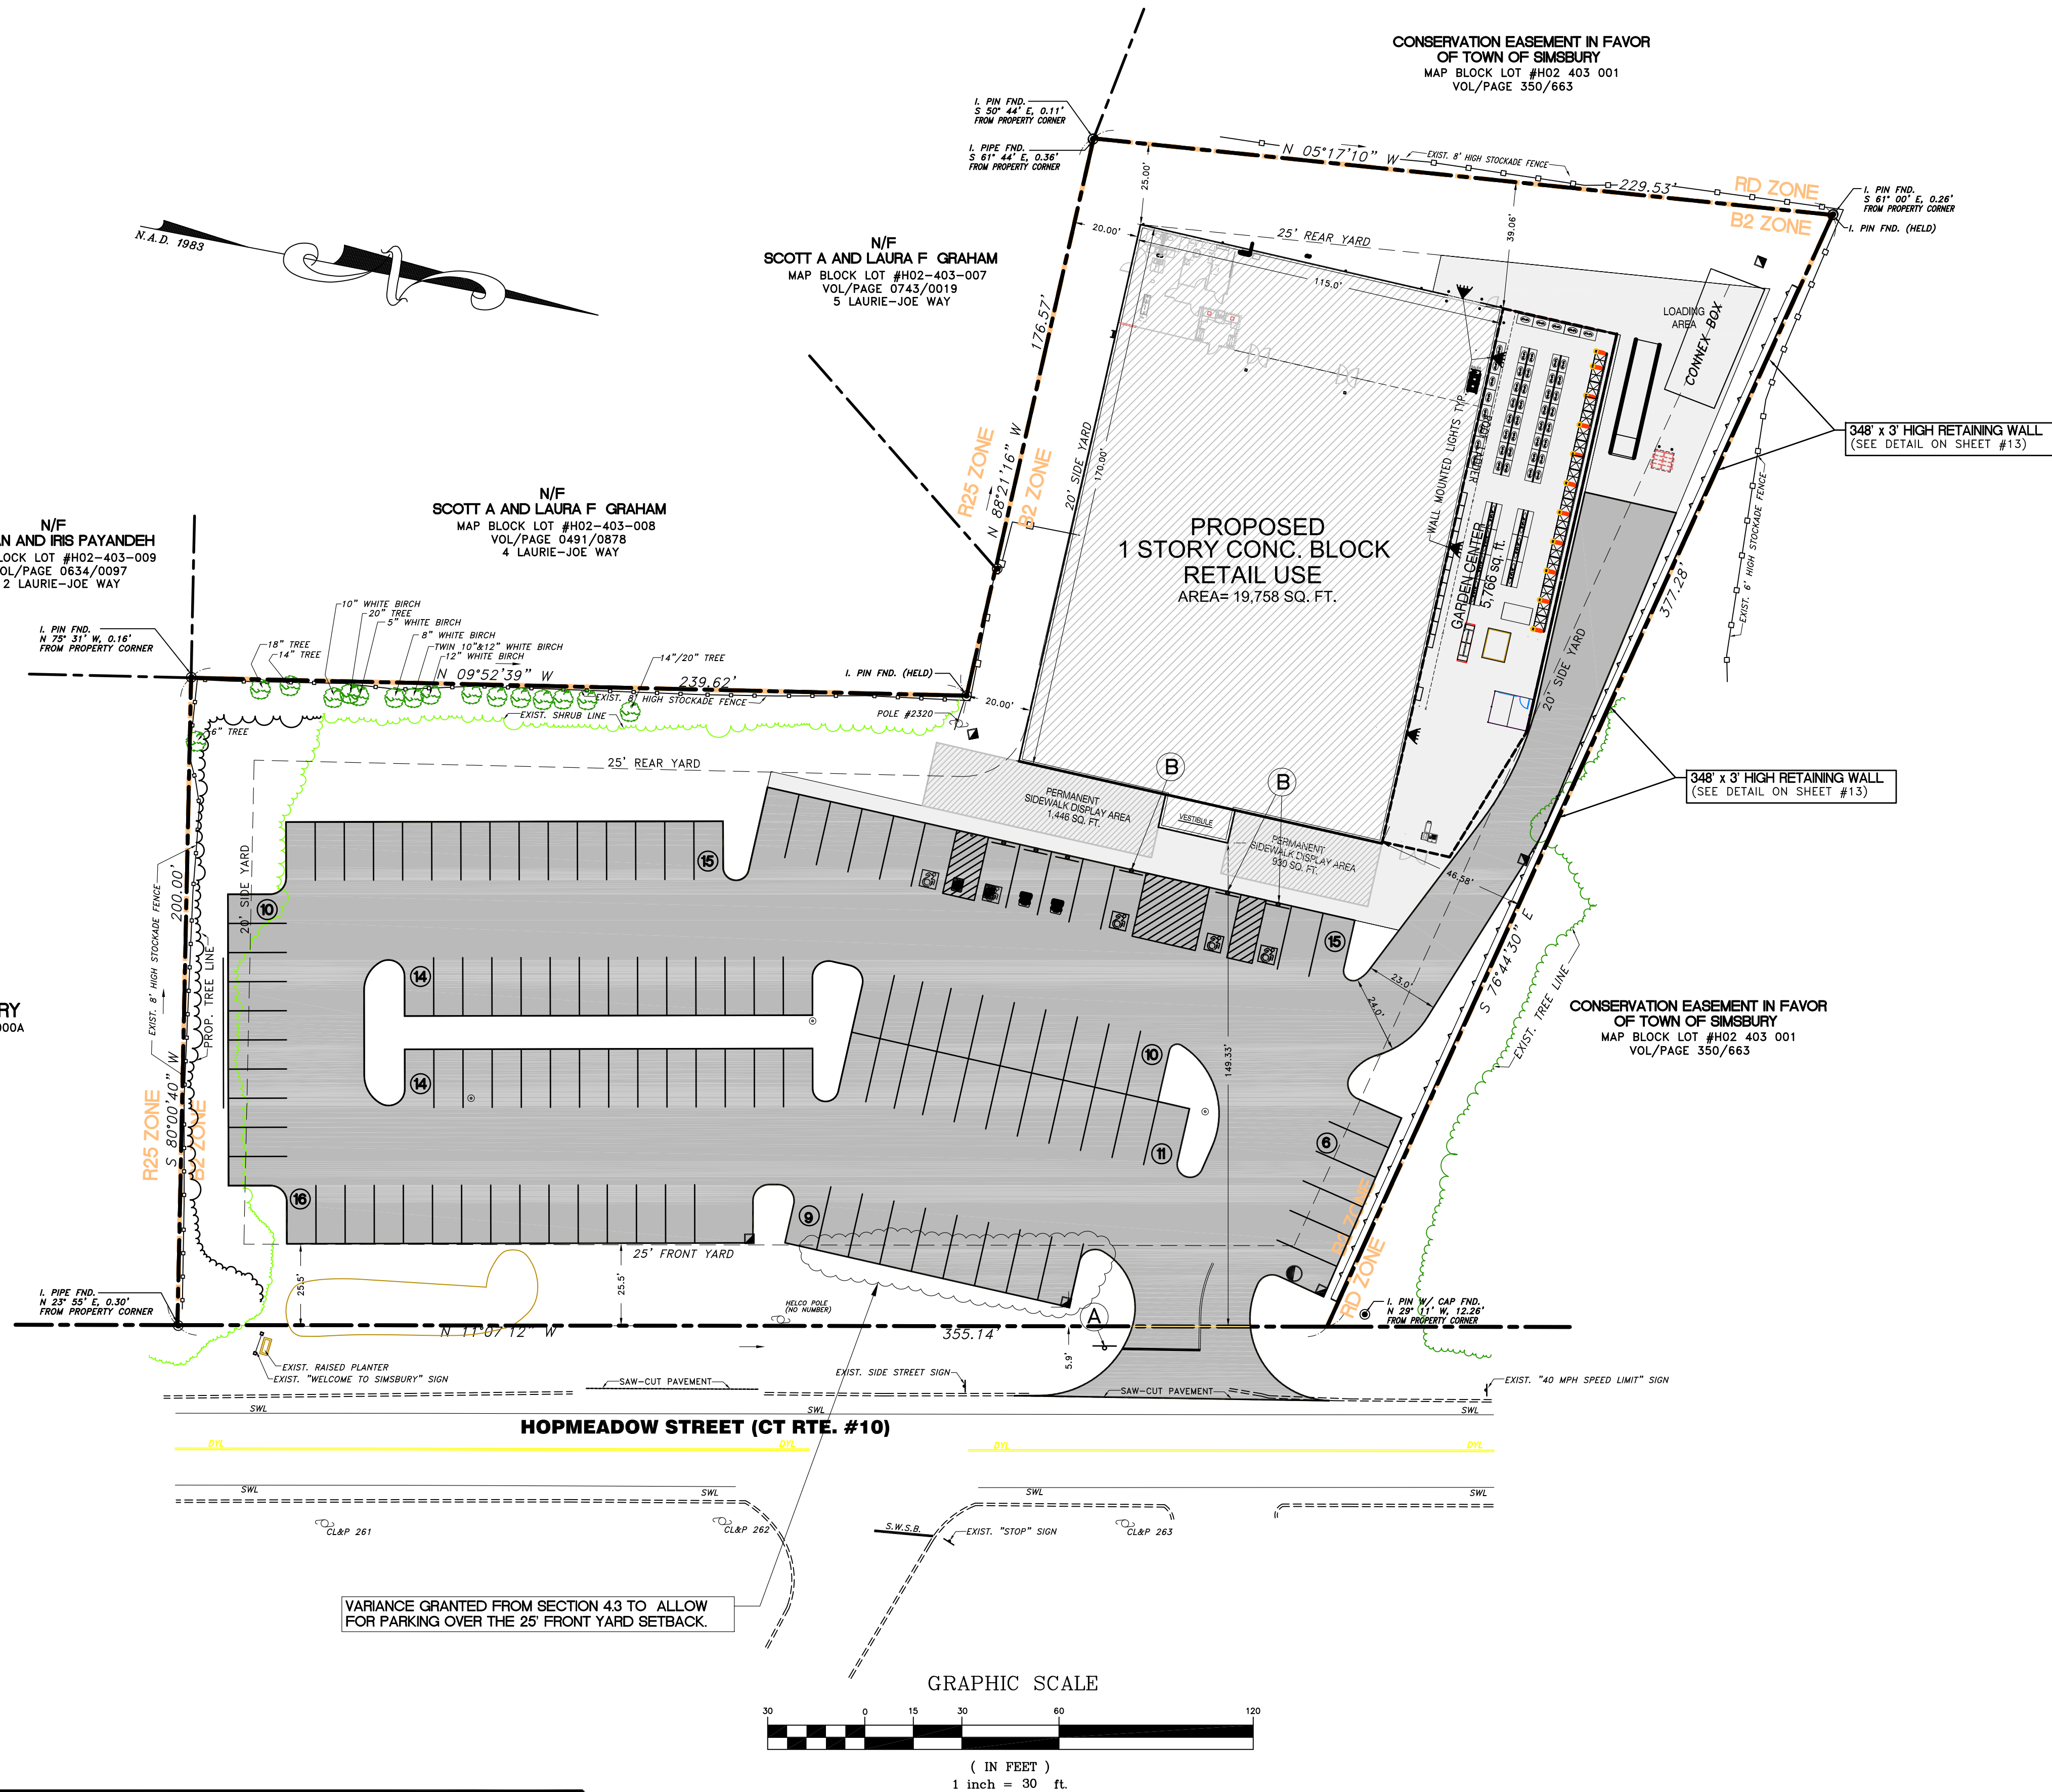 CONSERVATION EASEMENT IN FAVOR
OF TOWN OF SIMSBURY
MAP BLOCK LOT #H02 403 001
VOL/PAGE 350/663
I. PIN FND.
S 50° 44' E, 0.11'
FROM PROPERTY CORNER
I. PIPE FND.
S 61° 44' E, 0.36'
FROM PROPERTY CORNER
N 05°17'10" W
EXIST. 8' HIGH STOCKADE FENCE
229.53'
RD ZONE
B2 ZONE
I. PIN FND.
S 61° 00' E, 0.26'
FROM PROPERTY CORNER
I. PIN FND. (HELD)
N.A.D. 1983
N/F
SCOTT A AND LAURA F GRAHAM
MAP BLOCK LOT #H02-403-007
VOL/PAGE 0743/0019
5 LAURIE-JOE WAY
25.00'
20.00'
25' REAR YARD
39.06'
115.0'
176.57'
N 88°21'16" W
R25 ZONE
B2 ZONE
20' SIDE YARD
170.00'
LOADING
AREA
CONNEX BOX
WALL MOUNTED LIGHTS TYP.
GARDEN CENTER
5,766 sq. ft.
PROPOSED
1 STORY CONC. BLOCK
RETAIL USE
AREA= 19,758 SQ. FT.
348' x 3' HIGH RETAINING WALL
(SEE DETAIL ON SHEET #13)
EXIST. 6' HIGH STOCKADE FENCE
377.28'
20' SIDE YARD
348' x 3' HIGH RETAINING WALL
(SEE DETAIL ON SHEET #13)
N/F
SCOTT A AND LAURA F GRAHAM
MAP BLOCK LOT #H02-403-008
VOL/PAGE 0491/0878
4 LAURIE-JOE WAY
N/F
AN AND IRIS PAYANDEH
LOCK LOT #H02-403-009
OL/PAGE 0634/0097
2 LAURIE-JOE WAY
I. PIN FND.
N 75° 31' W, 0.16'
FROM PROPERTY CORNER
10" WHITE BIRCH
20" TREE
5" WHITE BIRCH
8" WHITE BIRCH
TWIN 10"&12" WHITE BIRCH
12" WHITE BIRCH
18" TREE
14" TREE
14"/20" TREE
N 09°52'39" W
239.62'
I. PIN FND. (HELD)
EXIST. 8' HIGH STOCKADE FENCE
EXIST. SHRUB LINE
POLE #2320
20.00'
6" TREE
25' REAR YARD
B
B
PERMANENT
SIDEWALK DISPLAY AREA
1,446 SQ. FT.
VESTIBULE
PERMANENT
SIDEWALK DISPLAY AREA
930 SQ. FT.
46.58'
EXIST. 8' HIGH STOCKADE FENCE
200.00'
PROP. TREE LINE
20' SIDE YARD
10
15
15
14
14
10
11
6
16
9
23.0'
24.0'
149.33'
S 76°44'30" E
EXIST. TREE LINE
CONSERVATION EASEMENT IN FAVOR
OF TOWN OF SIMSBURY
MAP BLOCK LOT #H02 403 001
VOL/PAGE 350/663
RY
000A
R25 ZONE
S 80°00'40" W
B2 ZONE
B2 ZONE
RD ZONE
25' FRONT YARD
25.5'
25.5'
I. PIPE FND.
N 23° 55' E, 0.30'
FROM PROPERTY CORNER
HELCO POLE
(NO NUMBER)
A
I. PIN W/ CAP FND.
N 29° 11' W, 12.26'
FROM PROPERTY CORNER
N 11°07'12" W
355.14'
5.9'
EXIST. RAISED PLANTER
EXIST. "WELCOME TO SIMSBURY" SIGN
SAW-CUT PAVEMENT
EXIST. SIDE STREET SIGN
SAW-CUT PAVEMENT
EXIST. "40 MPH SPEED LIMIT" SIGN
SWL
SWL
SWL
HOPMEADOW STREET (CT RTE. #10)
DYL
DYL
DYL
DYL
SWL
SWL
SWL
SWL
CL&P 261
CL&P 262
S.W.S.B.
EXIST. "STOP" SIGN
CL&P 263
VARIANCE GRANTED FROM SECTION 4.3 TO ALLOW
FOR PARKING OVER THE 25' FRONT YARD SETBACK.
GRAPHIC SCALE
30 0 15 30 60 120
( IN FEET )
1 inch = 30 ft.